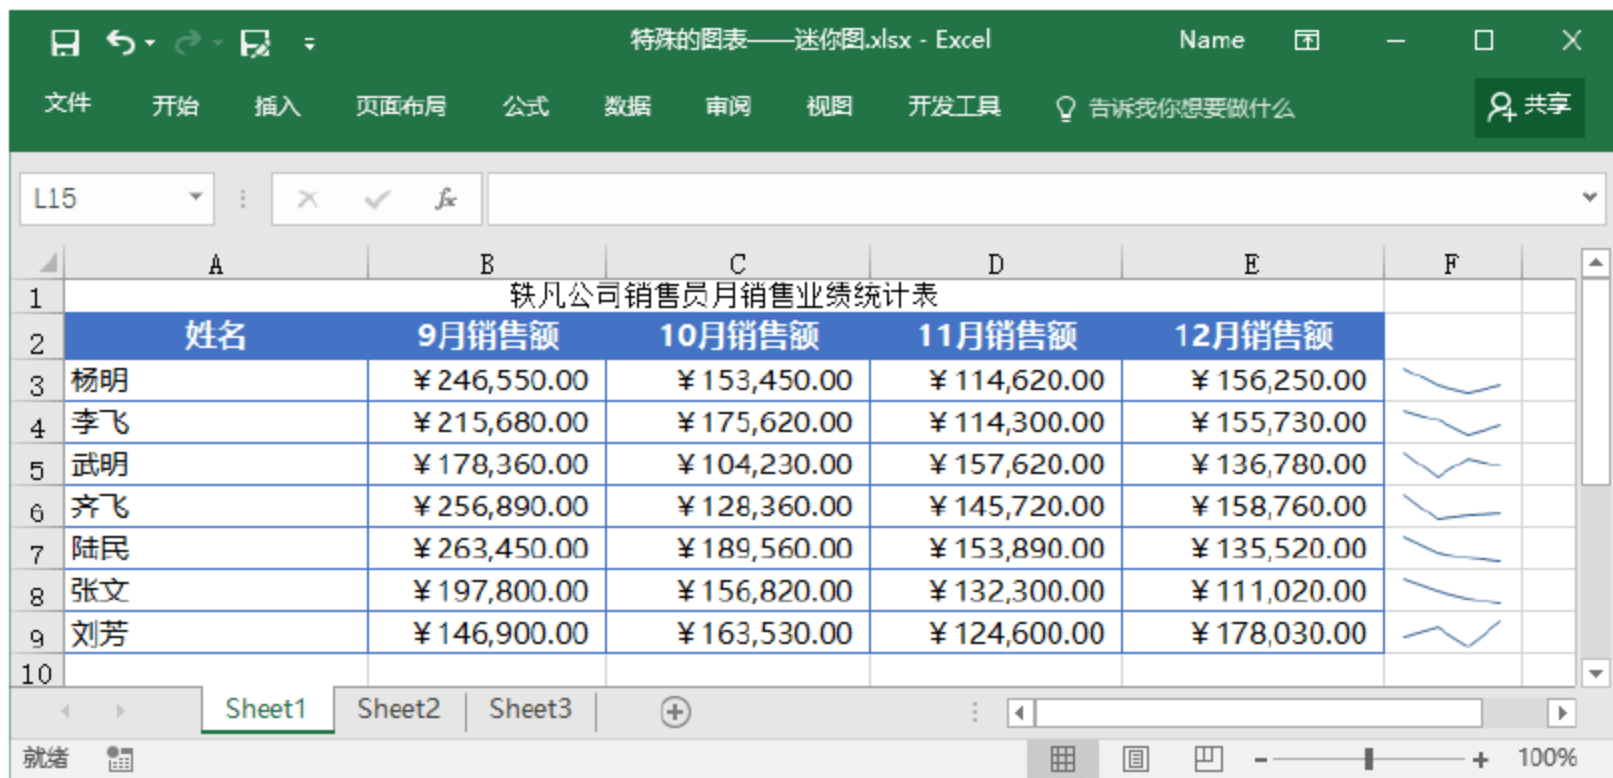 特殊的图表——迷你图.xlsx - Excel Name
文件 开始 插入 页面布局 公式 数据 审阅 视图 开发工具 告诉我你想要做什么 共享
L15 fx
A B C D E F
1 轶凡公司销售员月销售业绩统计表
2 姓名 9月销售额 10月销售额 11月销售额 12月销售额
3 杨明 ¥246,550.00 ¥153,450.00 ¥114,620.00 ¥156,250.00
4 李飞 ¥215,680.00 ¥175,620.00 ¥114,300.00 ¥155,730.00
5 武明 ¥178,360.00 ¥104,230.00 ¥157,620.00 ¥136,780.00
6 齐飞 ¥256,890.00 ¥128,360.00 ¥145,720.00 ¥158,760.00
7 陆民 ¥263,450.00 ¥189,560.00 ¥153,890.00 ¥135,520.00
8 张文 ¥197,800.00 ¥156,820.00 ¥132,300.00 ¥111,020.00
9 刘芳 ¥146,900.00 ¥163,530.00 ¥124,600.00 ¥178,030.00
10
Sheet1 Sheet2 Sheet3
就绪 100%